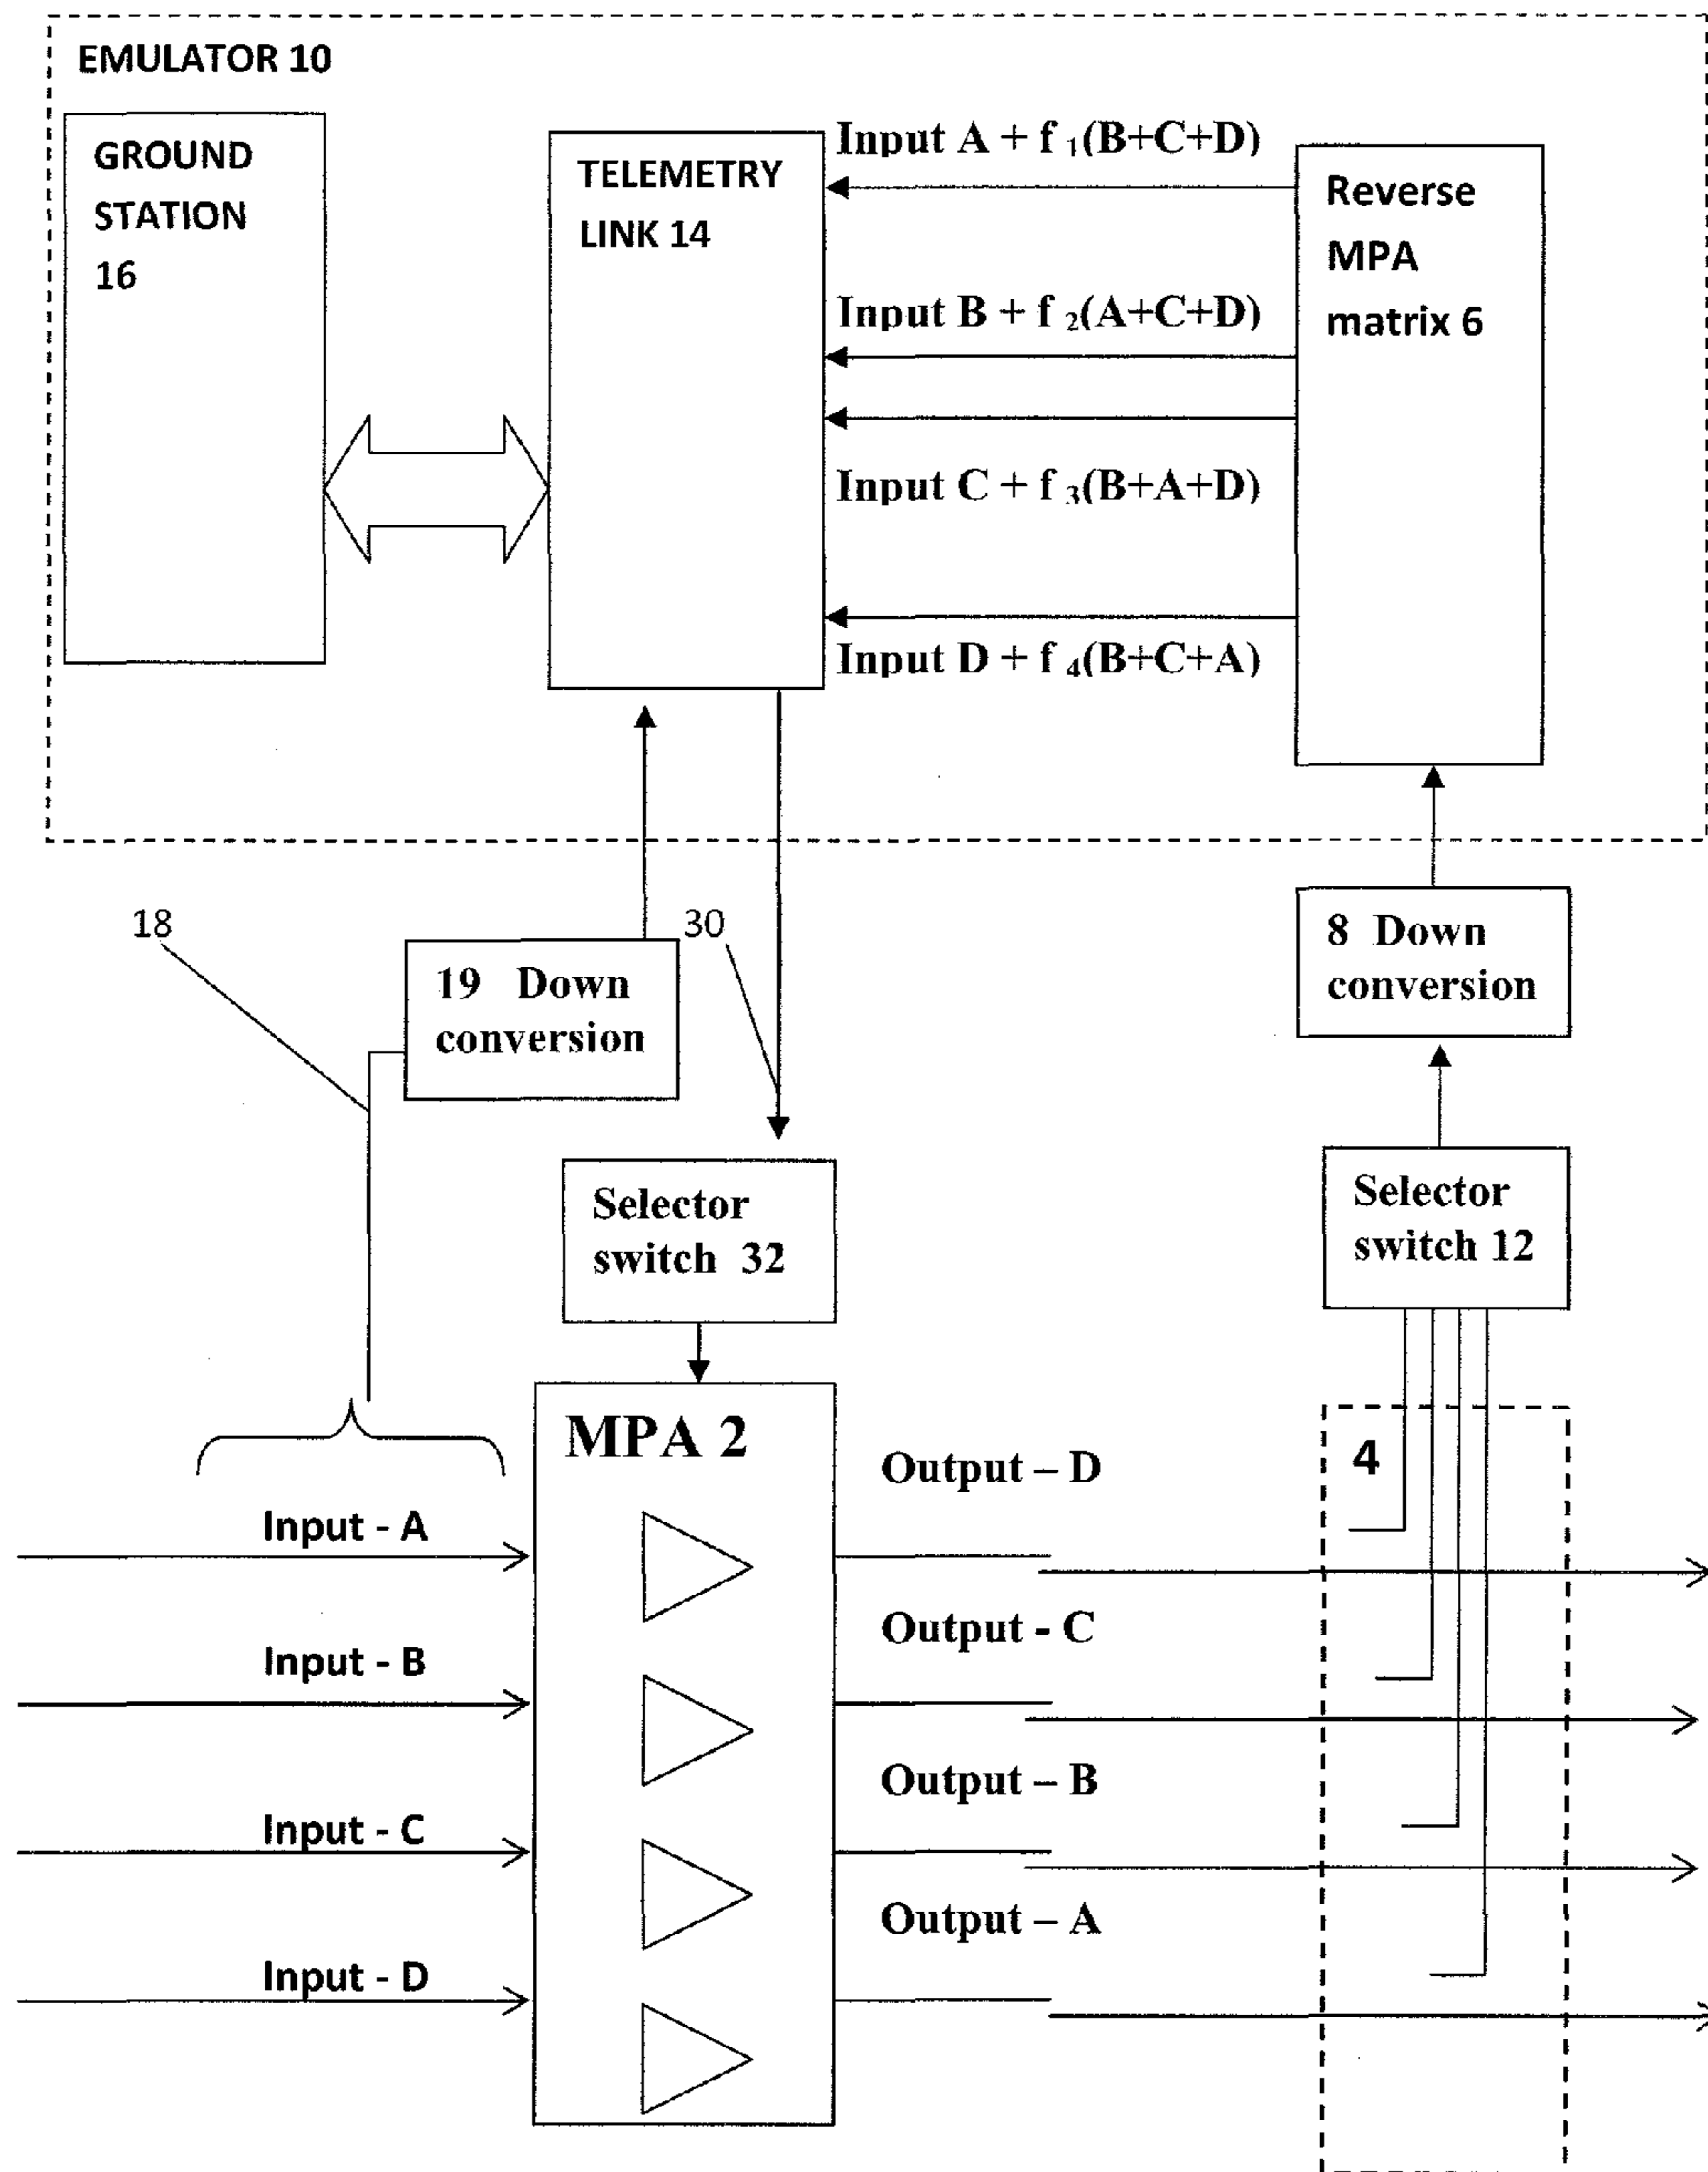 EMULATOR 10
GROUND
STATION
16
TELEMETRY
LINK 14
Input A + f 1(B+C+D)
Input B + f 2(A+C+D)
Input C + f 3(B+A+D)
Input D + f 4(B+C+A)
Reverse
MPA
matrix 6
18
30
19 Down
conversion
8 Down
conversion
Selector
switch 32
Selector
switch 12
MPA 2
4
Output – D
Input - A
Output - C
Input - B
Output – B
Input - C
Output – A
Input - D